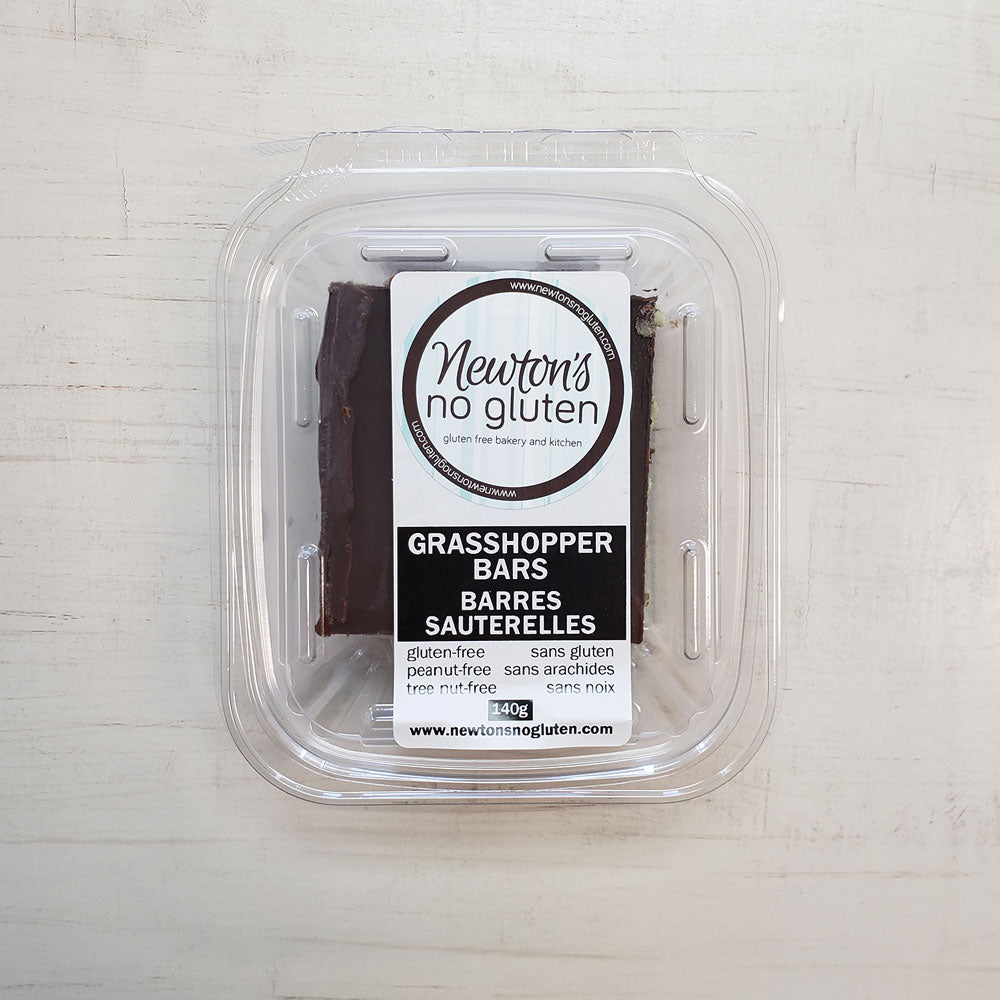 www.newtonsnogluten.com
Newton's
no gluten
gluten free bakery and kitchen
www.newtonsnogluten.com
GRASSHOPPER
BARS
BARRES
SAUTERELLES
gluten-free sans gluten
peanut-free sans arachides
tree nut-free sans noix
140g
www.newtonsnogluten.com